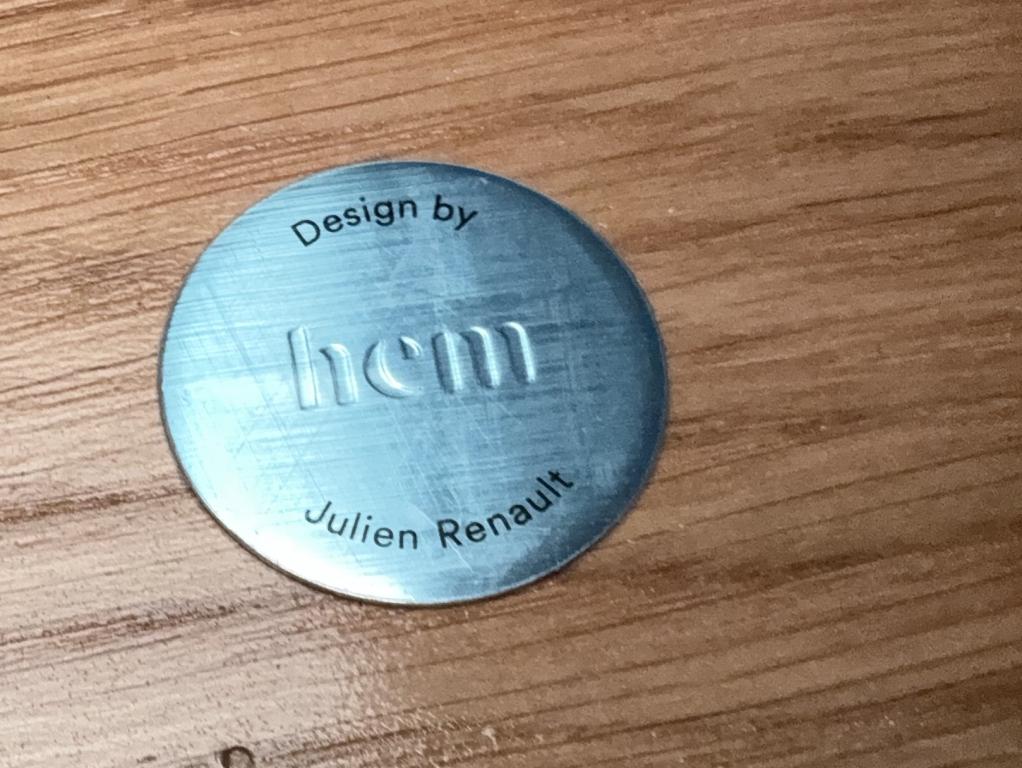 Design by
hem
Julien Renault